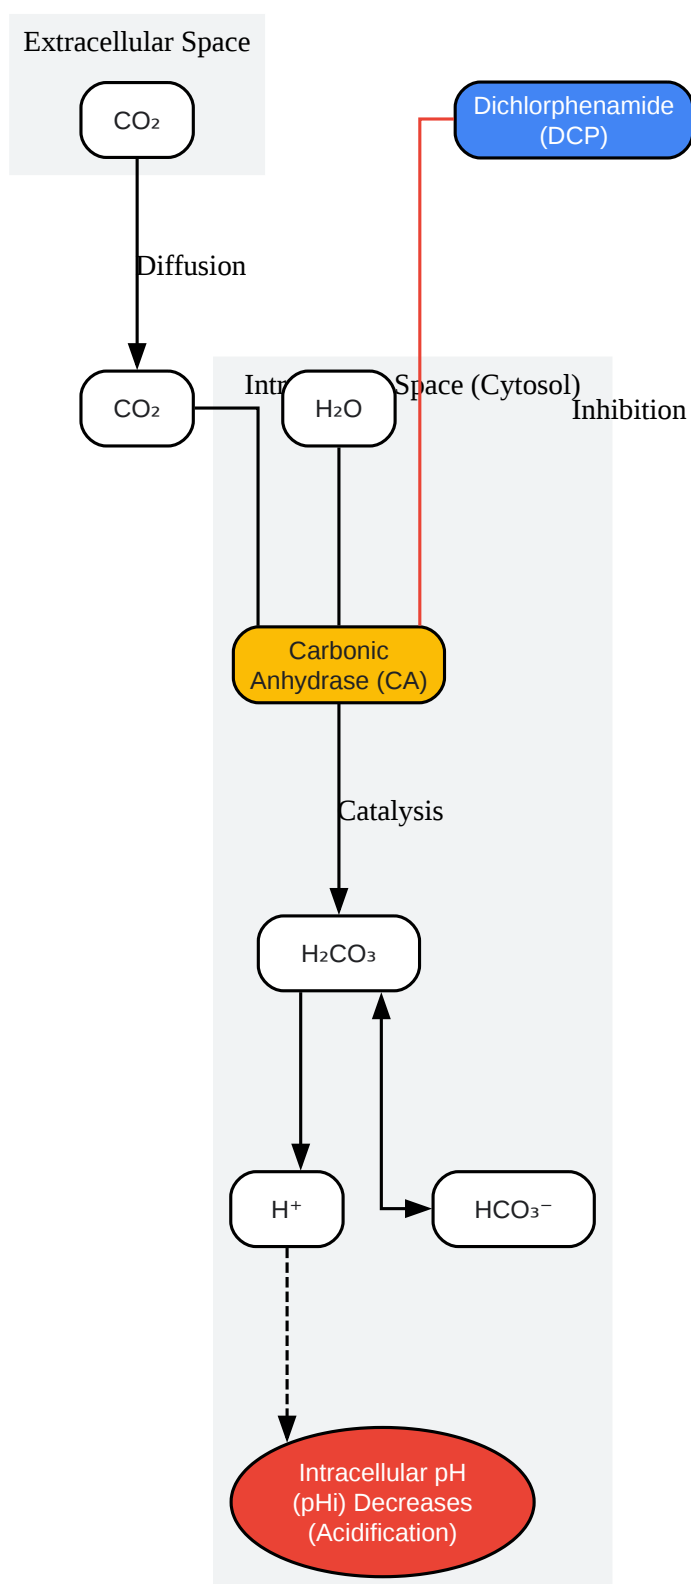 Extracellular Space
CO₂
Dichlorphenamide
(DCP)
Diffusion
Space (Cytosol)
CO₂
H₂O
Inhibition
Carbonic
Anhydrase (CA)
Catalysis
H₂CO₃
H⁺
HCO₃⁻
Intracellular pH
(pHi) Decreases
(Acidification)